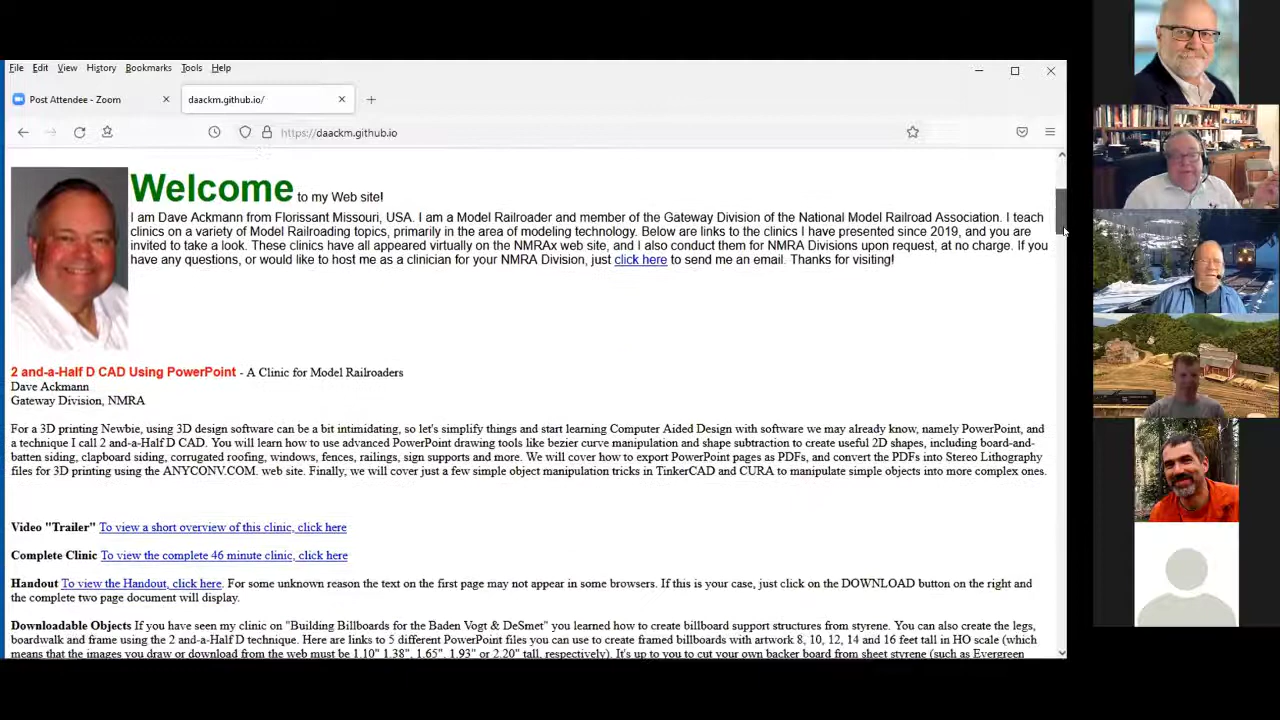 File Edit View History Bookmarks Tools Help
Post Attendee - Zoom
daackm.github.io/
https://daackm.github.io
Welcome to my Web site!
I am Dave Ackmann from Florissant Missouri, USA. I am a Model Railroader and member of the Gateway Division of the National Model Railroad Association. I teach
clinics on a variety of Model Railroading topics, primarily in the area of modeling technology. Below are links to the clinics I have presented since 2019, and you are
invited to take a look. These clinics have all appeared virtually in the NMRAx web site, and I also conduct them for NMRA Divisions upon request, at no charge. If you
have any questions, or would like to host me as a clinician for your NMRA Division, just click here to send me an email. Thanks for visiting!
2 and-a-Half D CAD Using PowerPoint - A Clinic for Model Railroaders
Dave Ackmann
Gateway Division, NMRA
For a 3D printing Newbie, using 3D design software can be a bit intimidating, so let's simplify things and start learning Computer Aided Design with software we may already know, namely PowerPoint, and
a technique I call 2 and-a-Half D CAD. You will learn how to use advanced PowerPoint drawing tools like bezier curve manipulation and shape subtraction to create useful 2D shapes, including board-and-
batten siding, clapboard siding, corrugated roofing, windows, fences, railings, sign supports and more. We will cover how to export PowerPoint pages as PDFs, and convert the PDFs into Stereo Lithography
files for 3D printing using the ANYCONV.COM. web site. Finally, we will cover just a few simple object manipulation tricks in TinkerCAD and CURA to manipulate simple objects into more complex ones.
Video "Trailer" To view a short overview of this clinic, click here
Complete Clinic To view the complete 46 minute clinic, click here
Handout To view the Handout, click here. For some unknown reason the text on the first page may not appear in some browsers. If this is your case, just click on the DOWNLOAD button on the right and
the complete two page document will display.
Downloadable Objects If you have seen my clinic on "Building Billboards for the Baden Vogt & DeSmet" you learned how to create billboard support structures from styrene. You can also create the legs,
boardwalk and frame using the 2 and-a-Half D technique. Here are links to 5 different PowerPoint files you can use to create framed billboards with artwork 8, 10, 12, 14 and 16 feet tall in HO scale (which
means that the images you draw or download from the web must be 1.10" 1.38", 1.65", 1.93" or 2.20" tall, respectively). It's up to you to cut your own backer board from sheet styrene (such as Evergreen